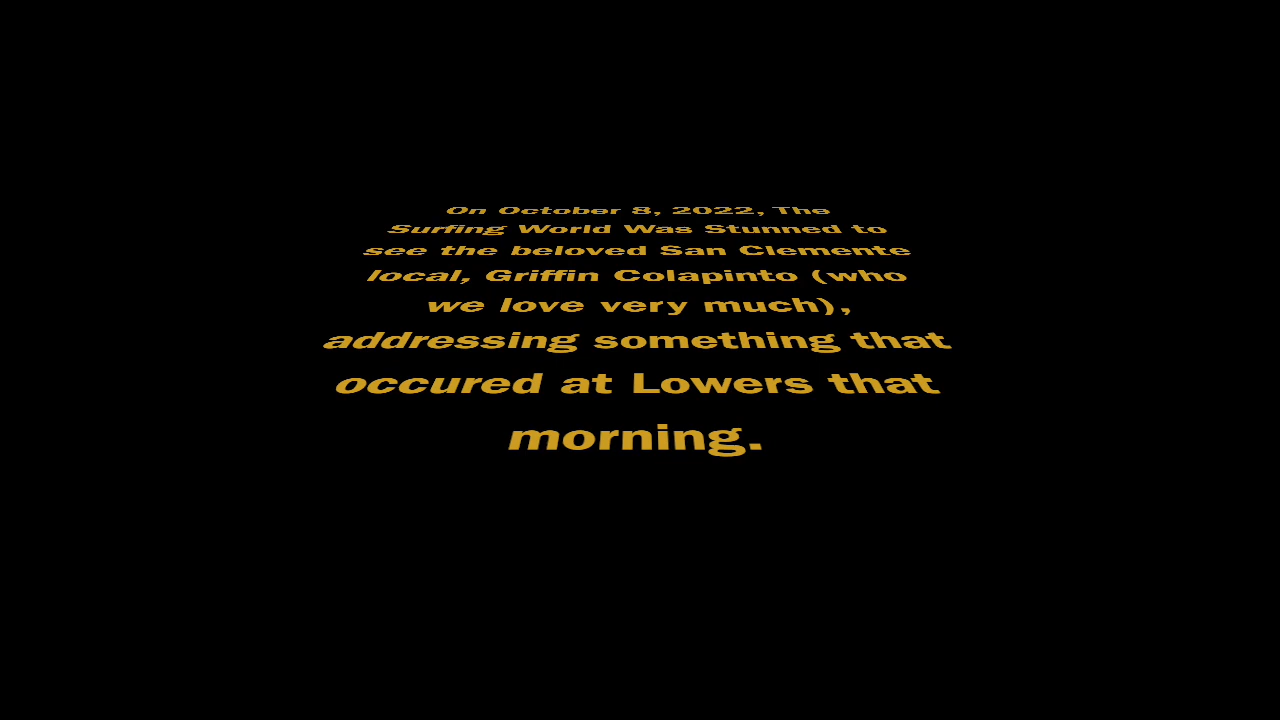 On October 8, 2022, The
Surfing World Was Stunned to
see the beloved San Clemente
local, Griffin Colapinto (who
we love very much),
addressing something that
occured at Lowers that
morning.